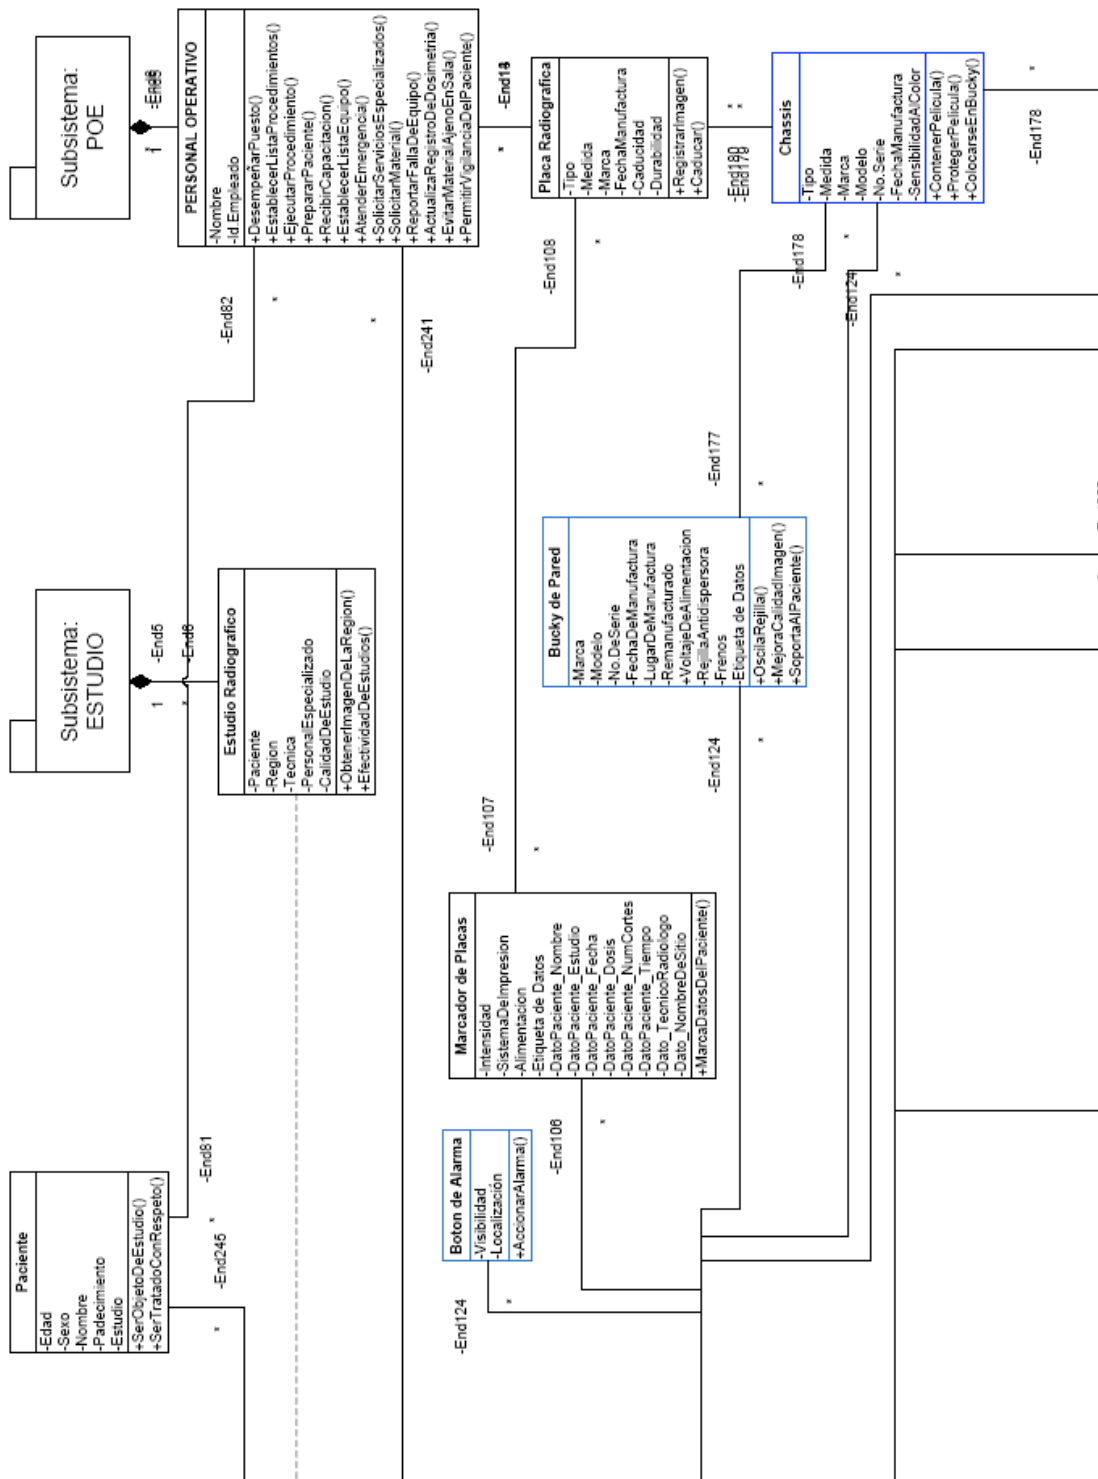 Subsistema:
POE
-End5
1
PERSONAL OPERATIVO
-Nombre
-Id.Empleado
+DesempeñarPuesto()
+EstablecerListaProcedimientos()
+EjecutarProcedimiento()
+PrepararPaciente()
+RecibirCapacitacion()
+EstablecerListaEquipo()
+AtenderEmergencia()
+SolicitarServiciosEspecializados()
+SolicitarMaterial()
+ReportarFallaDeEquipo()
+ActualizaRegistroDeDosimetria()
+EvitarMaterialAjenoEnSala()
+PermitirVigilanciaDelPaciente()
*
Placa Radiografica
-Tipo
-Medida
-Marca
-FechaManufactura
-Caducidad
-Durabilidad
+RegistrarImagen()
+Caducar()
*
*
-End179
Chassis
-Tipo
-Medida
-Marca
-Modelo
-No.Serie
-FechaManufactura
-SensibilidadAlColor
+ContenerPelicula()
+ProtegerPelicula()
+ColocarseEnBucky()
*
-End178
-End82
*
*
-End241
-End108
*
-End178
*
-End124
*
Subsistema:
ESTUDIO
-End5
1
-End6
*
Estudio Radiografico
-Paciente
-Region
-Tecnica
-PersonalEspecializado
-CalidadDeEstudio
+ObtenerImagenDeLaRegion()
+EfectividadDeEstudios()
-End177
*
Bucky de Pared
-Marca
-Modelo
-No.DeSerie
-FechaDeManufactura
-LugarDeManufactura
-Remanufacturado
+VoltajeDeAlimentacion
-RejillaAntidispersora
-Frenos
-Etiqueta de Datos
+OscilaRejilla()
+MejoraCalidadImagen()
+SoportaAlPaciente()
-End124
*
-End107
*
Marcador de Placas
-Intensidad
-SistemaDeImpresion
-Alimentacion
-Etiqueta de Datos
-DatoPaciente_Nombre
-DatoPaciente_Estudio
-DatoPaciente_Fecha
-DatoPaciente_Dosis
-DatoPaciente_NumCortes
-DatoPaciente_Tiempo
-Dato_TecnicoRadiologo
-Dato_NombreDeSitio
+MarcaDatosDelPaciente()
-End106
*
Paciente
-Edad
-Sexo
-Nombre
-Padecimiento
-Estudio
+SerObjetoDeEstudio()
+SerTratadoConRespeto()
-End81
*
-End245
*
Boton de Alarma
-Visibilidad
-Localización
+AccionarAlarma()
-End124
*